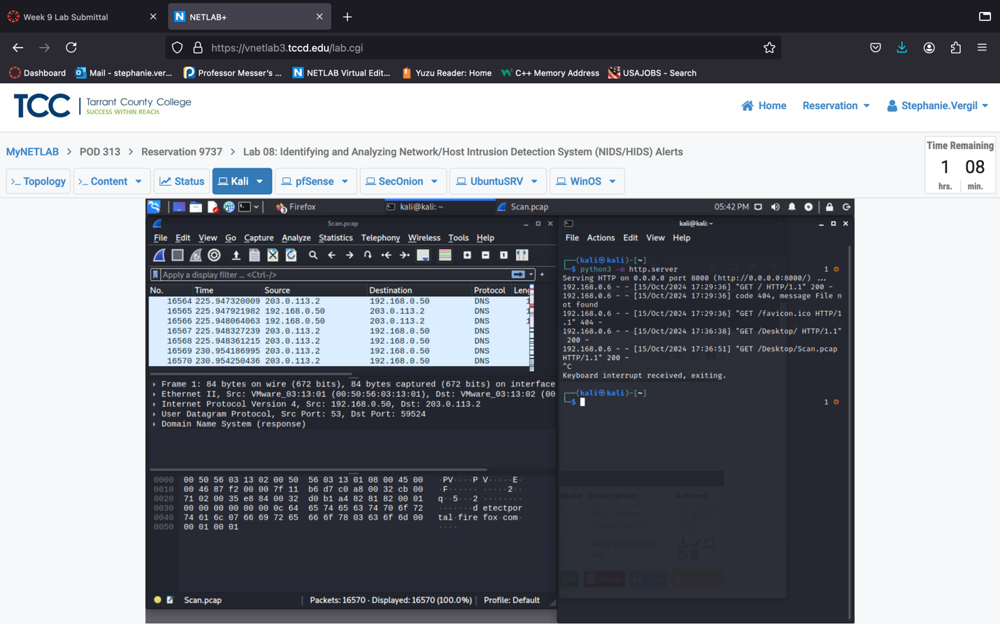 Week 9 Lab Submittal
NETLAB+
https://vnetlab3.tccd.edu/lab.cgi
Dashboard
Mail - stephanie.ver...
Professor Messer's ...
NETLAB Virtual Edit...
Yuzu Reader: Home
C++ Memory Address
USAJOBS - Search
TCC
Tarrant County College
SUCCESS WITHIN REACH.
Home
Reservation
Stephanie.Vergil
MyNETLAB > POD 313 > Reservation 9737 > Lab 08: Identifying and Analyzing Network/Host Intrusion Detection System (NIDS/HIDS) Alerts
Time Remaining
1 08
hrs. min.
Topology
Content
Status
Kali
pfSense
SecOnion
UbuntuSRV
WinOS
Firefox
kali@kali: ~
Scan.pcap
05:42 PM
Scan.pcap
File Edit View Go Capture Analyze Statistics Telephony Wireless Tools Help
Apply a display filter ... <Ctrl-/>
No. Time Source Destination Protocol Leng
16564 225.947320009 203.0.113.2 192.168.0.50 DNS 1
16565 225.947921982 192.168.0.50 203.0.113.2 DNS 1
16566 225.948064063 192.168.0.50 203.0.113.2 DNS 1
16567 225.948327239 203.0.113.2 192.168.0.50 DNS
16568 225.948361215 203.0.113.2 192.168.0.50 DNS
16569 230.954186995 203.0.113.2 192.168.0.50 DNS
16570 230.954250436 203.0.113.2 192.168.0.50 DNS
Frame 1: 84 bytes on wire (672 bits), 84 bytes captured (672 bits) on interface
Ethernet II, Src: VMware_03:13:01 (00:50:56:03:13:01), Dst: VMware_03:13:02 (00
Internet Protocol Version 4, Src: 192.168.0.50, Dst: 203.0.113.2
User Datagram Protocol, Src Port: 53, Dst Port: 59524
Domain Name System (response)
0000 00 50 56 03 13 02 00 50 56 03 13 01 08 00 45 00 ·PV····P V·····E·
0010 00 46 87 f2 00 00 7f 11 b6 d7 c0 a8 00 32 cb 00 ·F······ ·····2··
0020 71 02 00 35 e8 84 00 32 d0 b1 a4 82 81 82 00 01 q··5···2 ········
0030 00 00 00 00 00 00 0c 64 65 74 65 63 74 70 6f 72 ·······d etectpor
0040 74 61 6c 07 66 69 72 65 66 6f 78 03 63 6f 6d 00 tal·fire fox·com·
0050 00 01 00 01 ····
Scan.pcap
Packets: 16570 · Displayed: 16570 (100.0%)
Profile: Default
kali@kali: ~
File Actions Edit View Help
(kali㉿kali)-[~]
$ python3 -m http.server 1
Serving HTTP on 0.0.0.0 port 8000 (http://0.0.0.0:8000/) ...
192.168.0.6 - - [15/Oct/2024 17:29:36] "GET / HTTP/1.1" 200 -
192.168.0.6 - - [15/Oct/2024 17:29:36] code 404, message File n
ot found
192.168.0.6 - - [15/Oct/2024 17:29:36] "GET /favicon.ico HTTP/1
.1" 404 -
192.168.0.6 - - [15/Oct/2024 17:36:38] "GET /Desktop/ HTTP/1.1"
200 -
192.168.0.6 - - [15/Oct/2024 17:36:51] "GET /Desktop/Scan.pcap
HTTP/1.1" 200 -
^C
Keyboard interrupt received, exiting.
(kali㉿kali)-[~]
$ 1
Description Actions
Allow external to
any
Delete